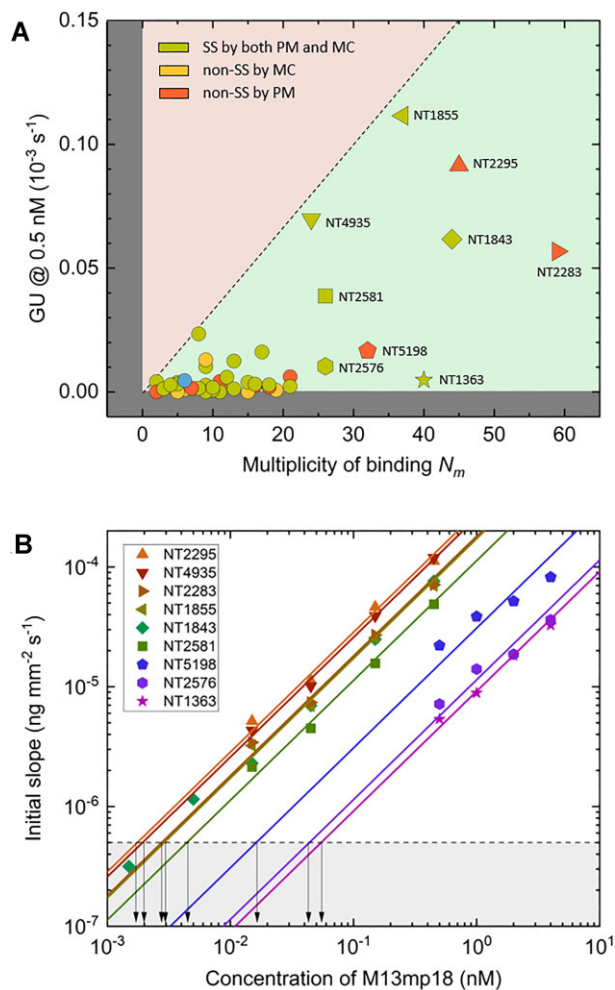 A
SS by both PM and MC
non-SS by MC
non-SS by PM
NT1855
NT2295
NT4935
NT1843
NT2283
NT2581
NT5198
NT2576
NT1363
GU @ 0.5 nM (10⁻³ s⁻¹)
0.15
0.10
0.05
0.00
0 10 20 30 40 50 60
Multiplicity of binding Nm
B
NT2295
NT4935
NT2283
NT1855
NT1843
NT2581
NT5198
NT2576
NT1363
Initial slope (ng mm⁻² s⁻¹)
10⁻⁴
10⁻⁵
10⁻⁶
10⁻⁷
10⁻³ 10⁻² 10⁻¹ 10⁰ 10¹
Concentration of M13mp18 (nM)